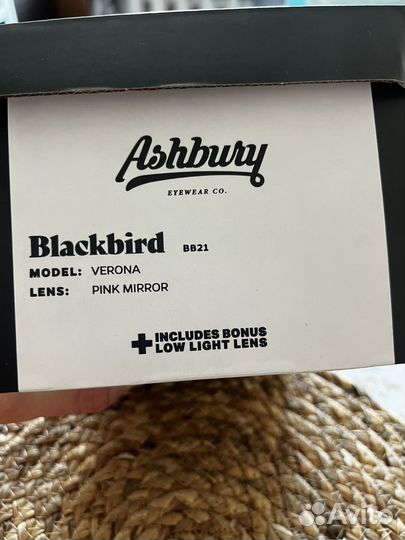 Ashbury
EYEWEAR CO.
Blackbird BB21
MODEL: VERONA
LENS: PINK MIRROR
+ INCLUDES BONUS
LOW LIGHT LENS
Avito